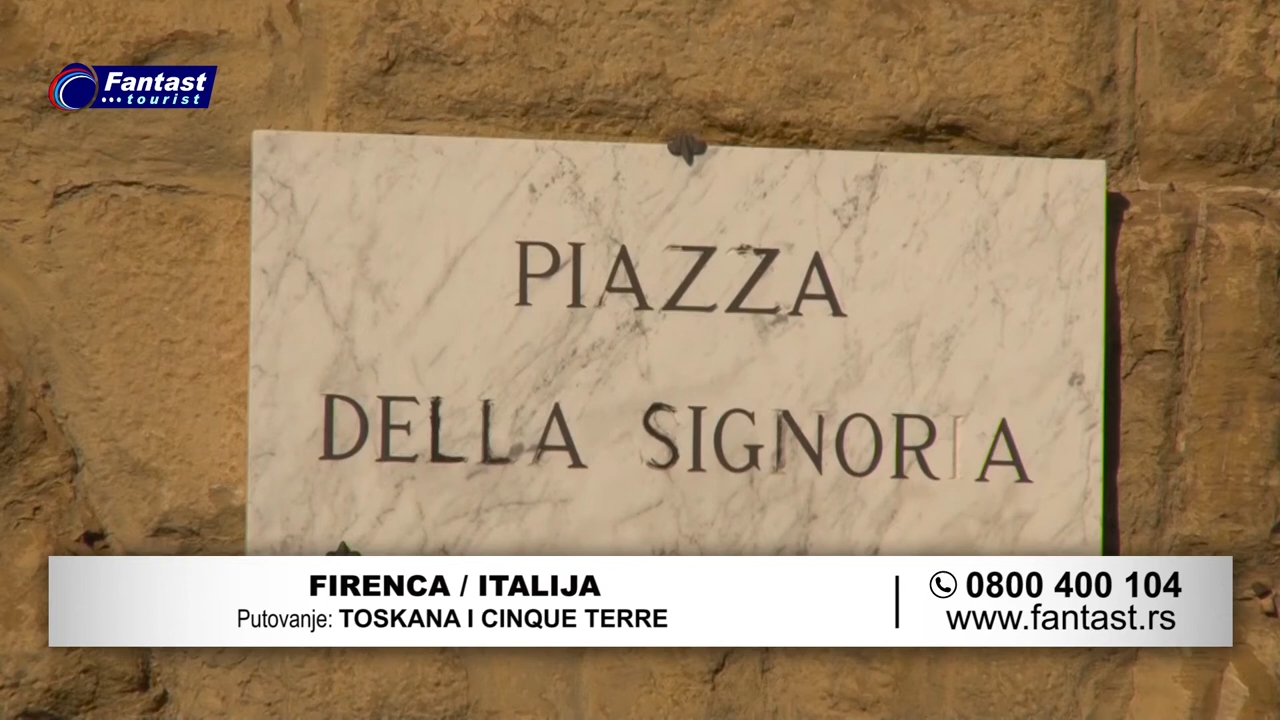 Fantast
tourist
PIAZZA
DELLA SIGNORIA
FIRENCA / ITALIJA
Putovanje: TOSKANA I CINQUE TERRE
0800 400 104
www.fantast.rs